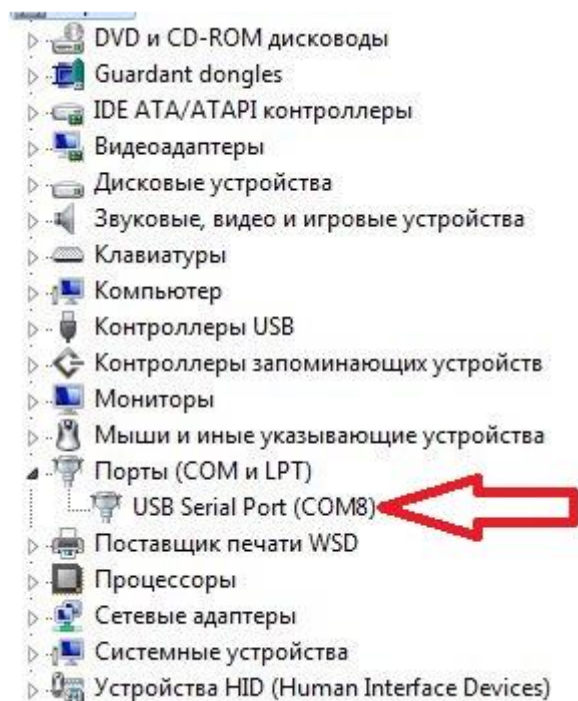 DVD и CD-ROM дисководы
Guardant dongles
IDE ATA/ATAPI контроллеры
Видеоадаптеры
Дисковые устройства
Звуковые, видео и игровые устройства
Клавиатуры
Компьютер
Контроллеры USB
Контроллеры запоминающих устройств
Мониторы
Мыши и иные указывающие устройства
Порты (COM и LPT)
USB Serial Port (COM8)
Поставщик печати WSD
Процессоры
Сетевые адаптеры
Системные устройства
Устройства HID (Human Interface Devices)